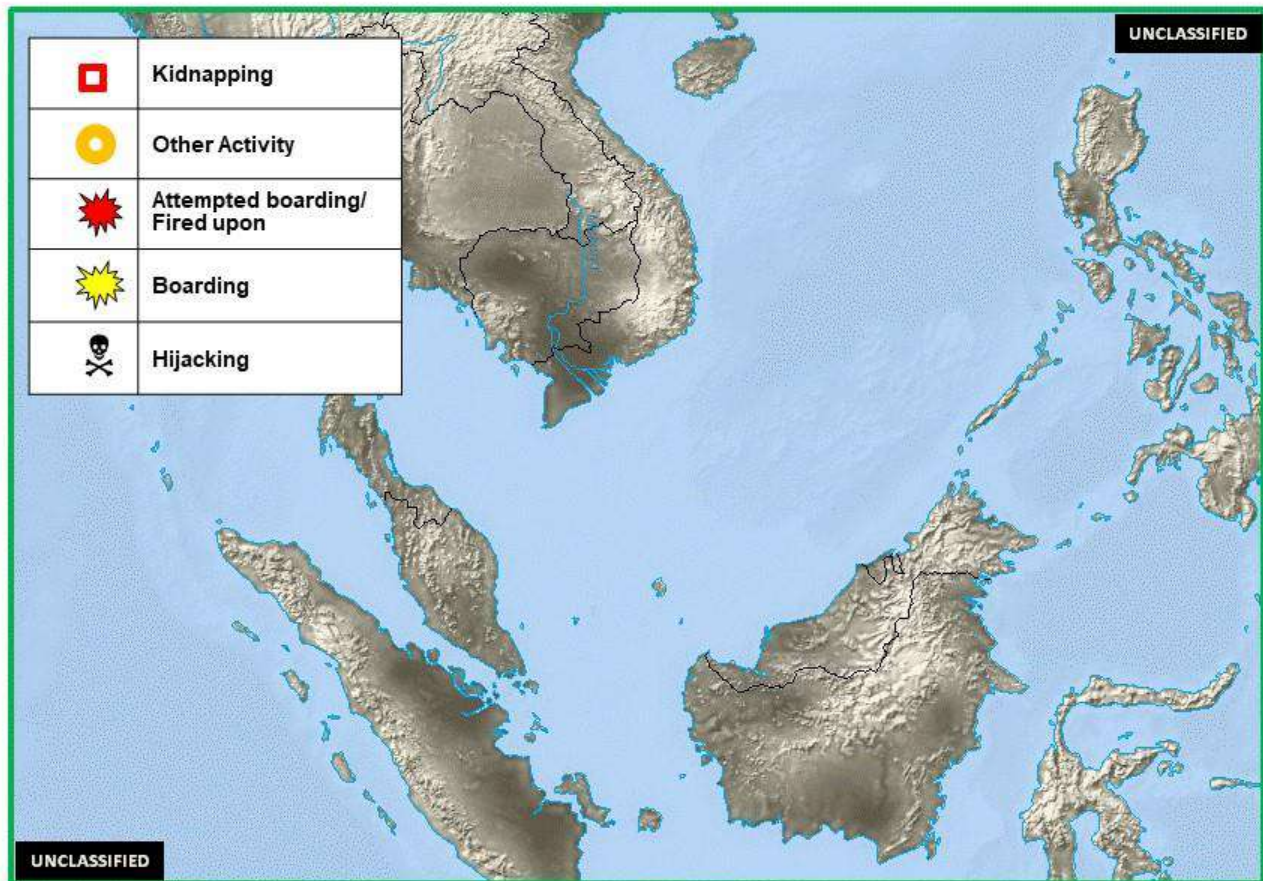 UNCLASSIFIED
Kidnapping
Other Activity
Attempted boarding/
Fired upon
Boarding
Hijacking
UNCLASSIFIED